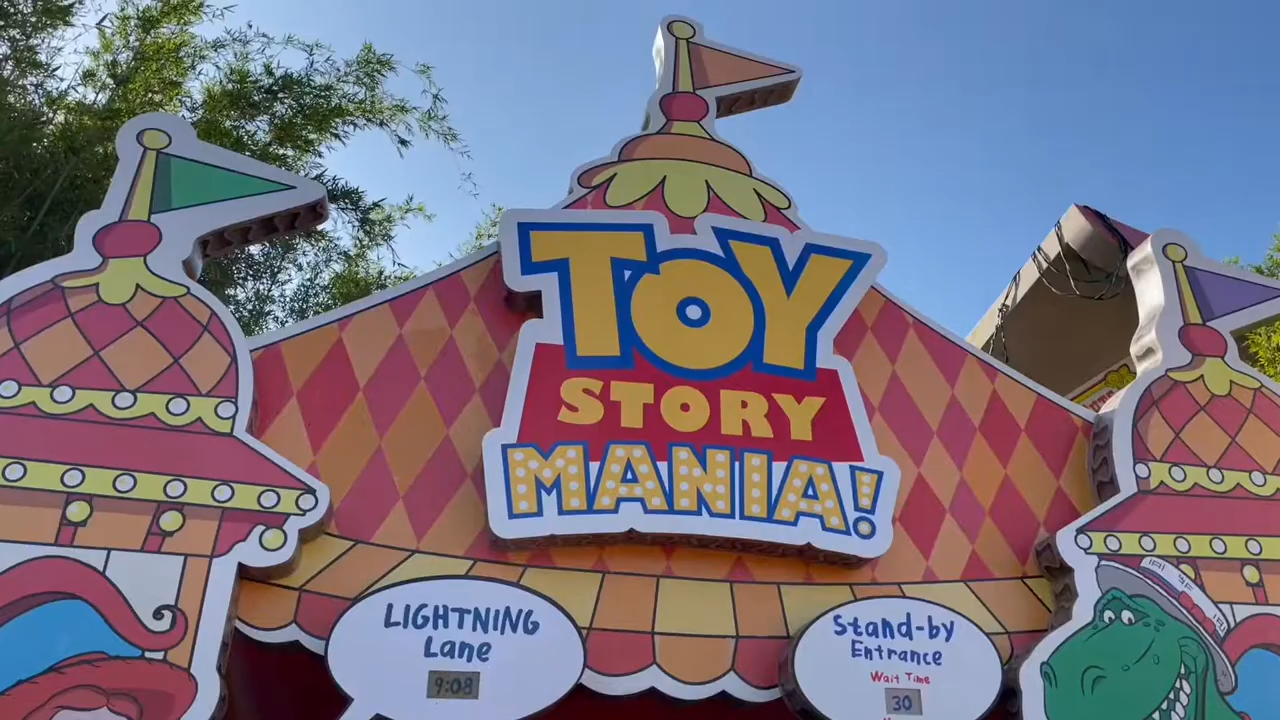 TOY
STORY
MANIA!
LIGHTNING
Lane
9:08
Stand-by
Entrance
Wait Time
30